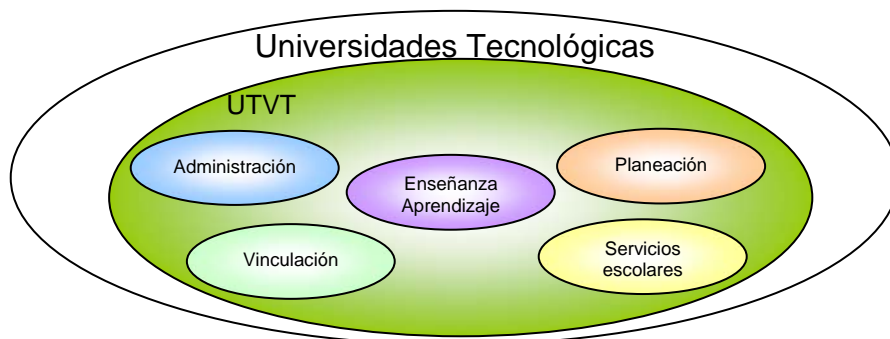 Universidades Tecnológicas
UTVT
Administración
Enseñanza
Aprendizaje
Planeación
Vinculación
Servicios
escolares